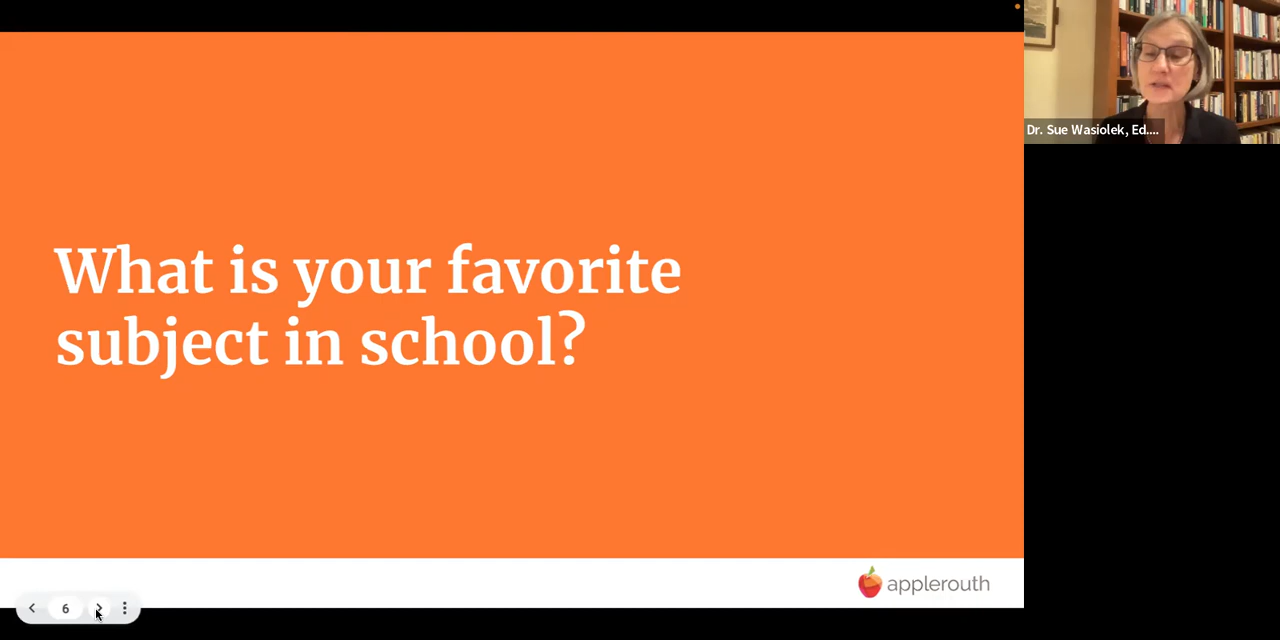 Dr. Sue Wasiolek, Ed....
What is your favorite
subject in school?
applerouth
6